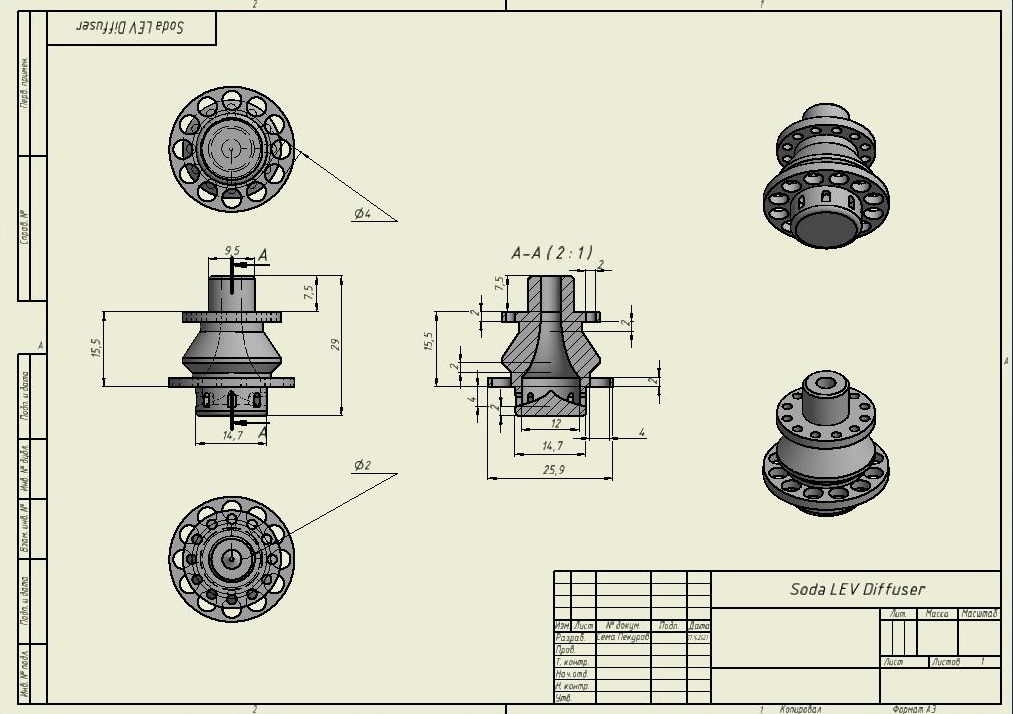 2
1
Soda LEV Diffuser
Перв. примен.
Справ. №
Ø4
9,5
A
7,5
29
15,5
14,7
A
A-A ( 2 : 1 )
2
7,5
2
2
15,5
2
2
4
2
12
4
14,7
25,9
A
A
Ø2
Подп. и дата
Инв. № дубл.
Взам. инв. №
Подп. и дата
Инв. № подл.
Soda LEV Diffuser
Лит. Масса Масштаб
Изм. Лист № докум. Подп. Дата
Разраб. Сема Пекуров
Пров.
Т. контр.
Лист Листов 1
Нач.отд.
Н. контр.
Утв.
2
1 Копировал Формат А3